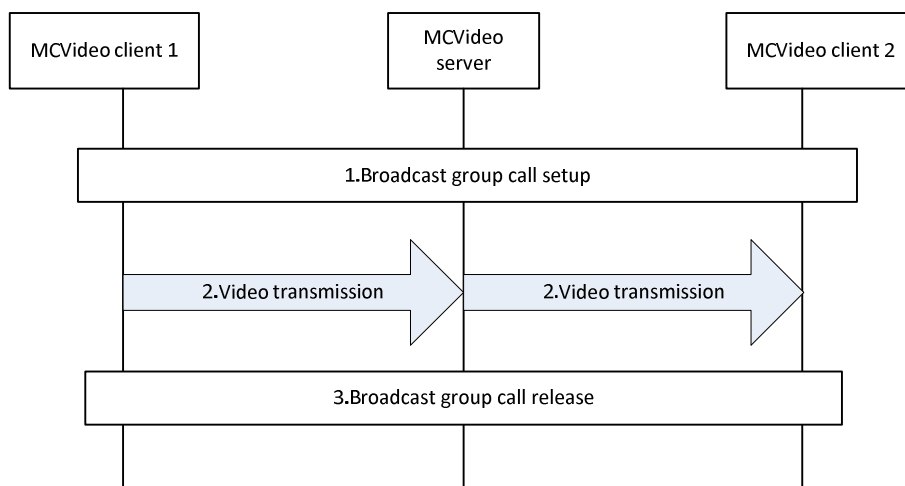 MCVideo client 1
MCVideo
server
MCVideo client 2
1.Broadcast group call setup
2.Video transmission
2.Video transmission
3.Broadcast group call release